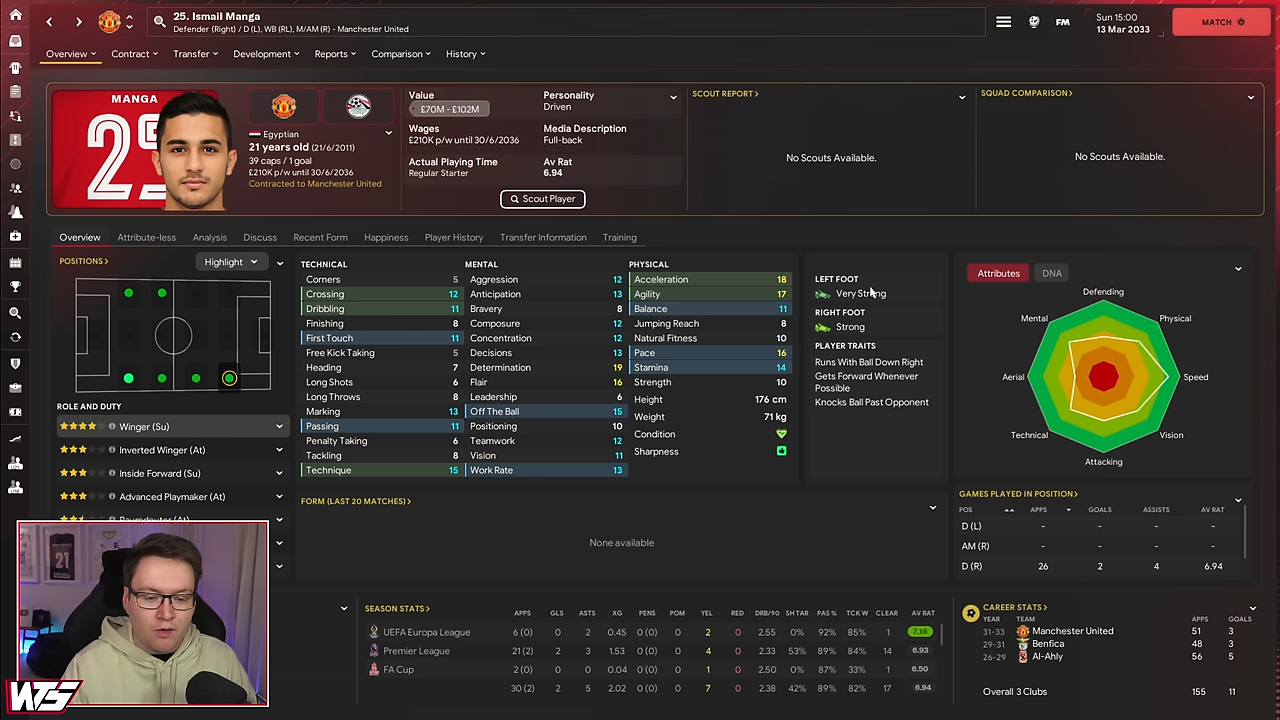 25. Ismail Manga
Defender (Right) / D (L), WB (RL), M/AM (R) - Manchester United
FM
Sun 15:00
13 Mar 2033
MATCH
Overview
Contract
Transfer
Development
Reports
Comparison
History
MANGA
25
Egyptian
21 years old (21/6/2011)
39 caps / 1 goal
£210K p/w until 30/6/2036
Contracted to Manchester United
Value
£70M - £102M
Wages
£210K p/w until 30/6/2036
Actual Playing Time
Regular Starter
Personality
Driven
Media Description
Full-back
Av Rat
6.94
Scout Player
SCOUT REPORT >
No Scouts Available.
SQUAD COMPARISON >
No Scouts Available.
Overview
Attribute-less
Analysis
Discuss
Recent Form
Happiness
Player History
Transfer Information
Training
POSITIONS >
Highlight
ROLE AND DUTY
Winger (Su)
Inverted Winger (At)
Inside Forward (Su)
Advanced Playmaker (At)
Raumdeuter (At)
TECHNICAL
Corners 5
Crossing 12
Dribbling 11
Finishing 8
First Touch 11
Free Kick Taking 5
Heading 7
Long Shots 6
Long Throws 8
Marking 13
Passing 11
Penalty Taking 6
Tackling 8
Technique 15
MENTAL
Aggression 12
Anticipation 13
Bravery 8
Composure 12
Concentration 12
Decisions 13
Determination 19
Flair 16
Leadership 6
Off The Ball 15
Positioning 10
Teamwork 12
Vision 11
Work Rate 13
PHYSICAL
Acceleration 18
Agility 17
Balance 11
Jumping Reach 8
Natural Fitness 10
Pace 16
Stamina 14
Strength 10
Height 176 cm
Weight 71 kg
Condition
Sharpness
LEFT FOOT
Very Strong
RIGHT FOOT
Strong
PLAYER TRAITS
Runs With Ball Down Right
Gets Forward Whenever
Possible
Knocks Ball Past Opponent
Attributes
DNA
Defending
Mental
Physical
Aerial
Speed
Technical
Vision
Attacking
FORM (LAST 20 MATCHES) >
None available
GAMES PLAYED IN POSITION >
POS APPS GOALS ASSISTS AV RAT
D (L) - - - -
AM (R) - - - -
D (R) 26 2 4 6.94
21
WTS
SEASON STATS >
APPS GLS ASTS XG PENS POM YEL RED DRB/90 SH TAR PAS % TCK W CLEAR AV RAT
UEFA Europa League 6 (0) 0 2 0.45 0 (0) 0 2 0 2.55 0% 92% 85% 1 7.18
Premier League 21 (2) 2 3 1.53 0 (0) 0 4 0 2.33 53% 89% 84% 14 6.93
FA Cup 2 (0) 0 0 0.04 0 (0) 0 1 0 2.50 0% 87% 33% 1 6.50
30 (2) 2 5 2.02 0 (0) 0 7 0 2.38 42% 89% 82% 17 6.94
CAREER STATS >
YEAR TEAM APPS GOALS
31-33 Manchester United 51 3
29-31 Benfica 48 3
26-29 Al-Ahly 56 5
Overall 3 Clubs 155 11